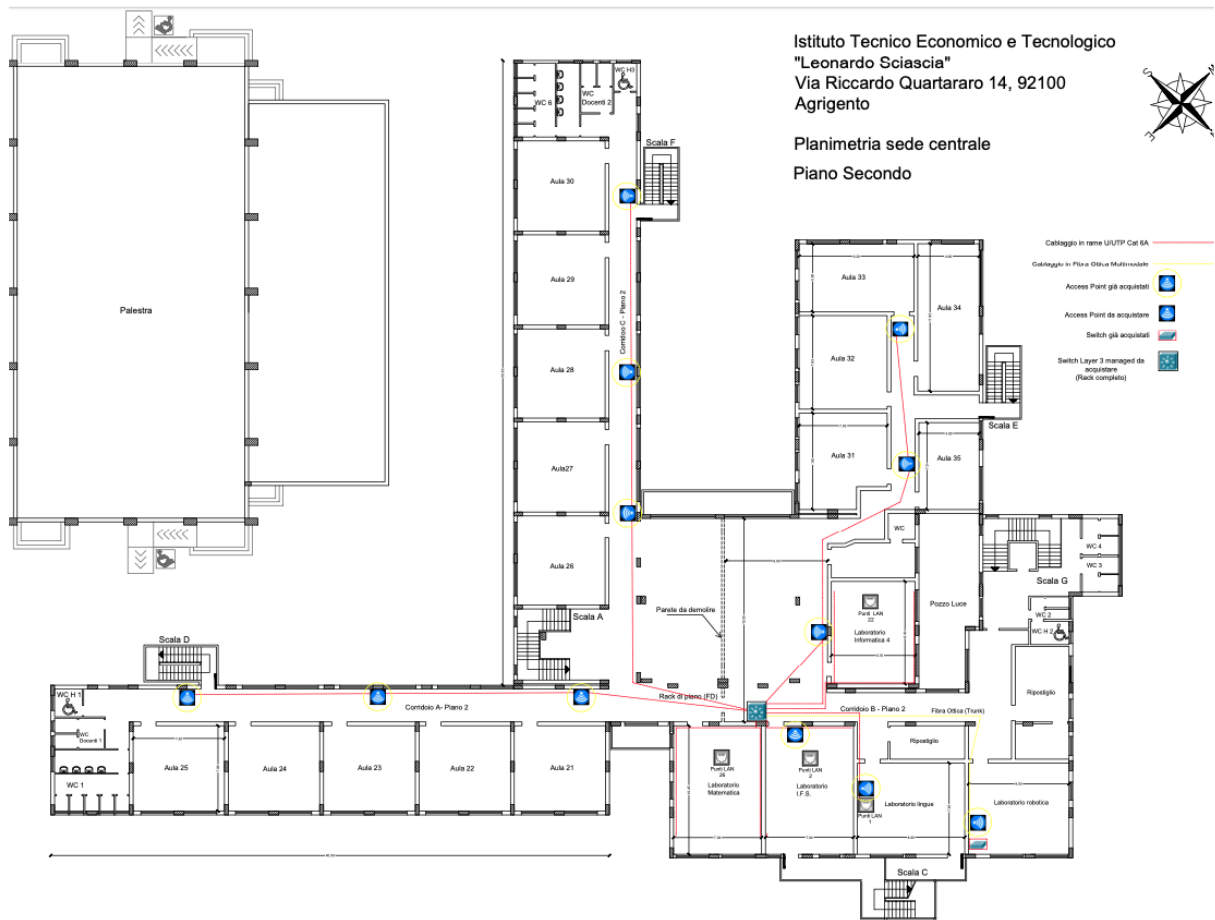 Istituto Tecnico Economico e Tecnologico
"Leonardo Sciascia"
Via Riccardo Quartararo 14, 92100
Agrigento
Planimetria sede centrale
Piano Secondo
Cablaggio in rame U/UTP Cat 6A
Cablaggio in Fibra Ottica Multimodale
Access Point già acquistati
Access Point da acquistare
Switch già acquistati
Switch Layer 3 managed da
acquistare
(Rack completo)
Palestra
WC 6
WC
Docenti 2
WC H3
Scala F
Aula 30
Aula 29
Corridoio C - Piano 2
Aula 28
Aula27
Aula 26
Scala A
Aula 33
Aula 34
Aula 32
Scala E
Aula 31
Aula 35
WC
WC 4
WC 3
Scala G
Pozzo Luce
WC 2
WC H 2
Parete da demolire
Punti LAN
22
Laboratorio
Informatica 4
Ripostiglio
Scala D
WC H 1
Corridoio A- Piano 2
Rack di piano (FD)
Corridoio B - Piano 2
Fibra Ottica (Trunk)
WC
Docenti 1
WC 1
Aula 25
Aula 24
Aula 23
Aula 22
Aula 21
Punti LAN
26
Laboratorio
Matematica
Punti LAN
2
Laboratorio
I.F.S.
Ripostiglio
Punti LAN
1
Laboratorio lingue
Laboratorio robotica
Scala C